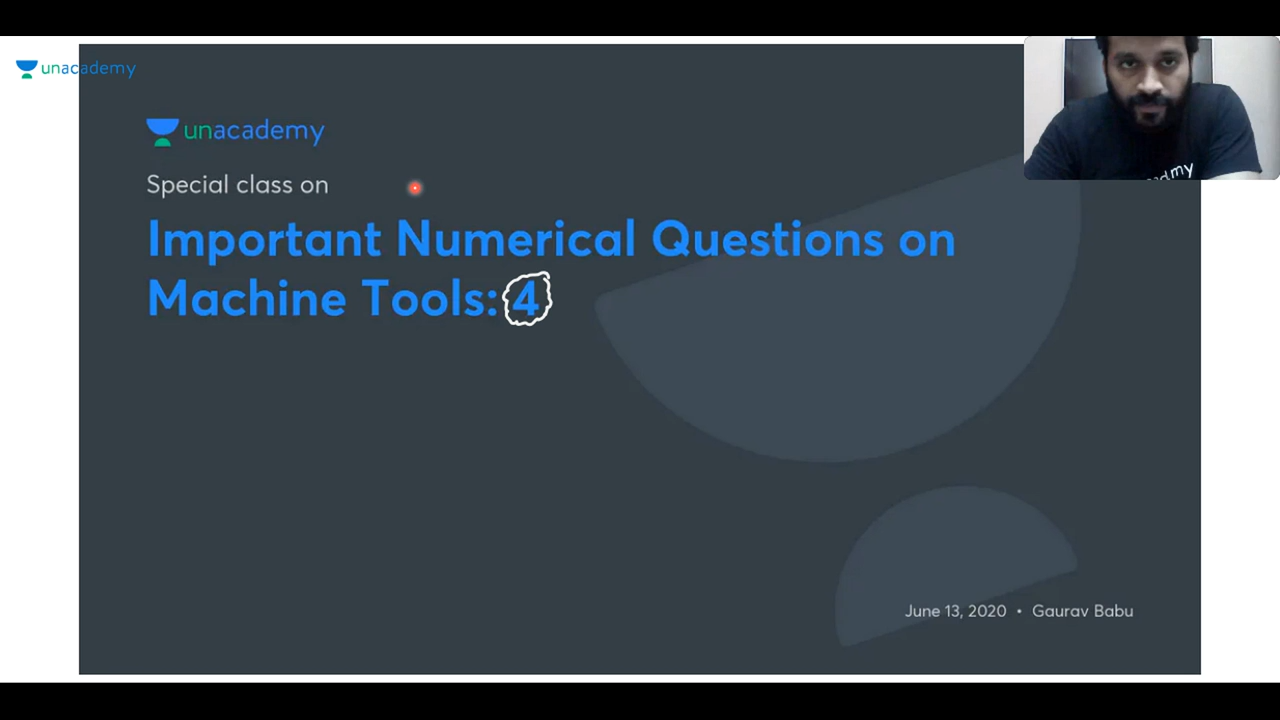 unacademy
unacademy
Special class on
Important Numerical Questions on
Machine Tools: 4
June 13, 2020 • Gaurav Babu